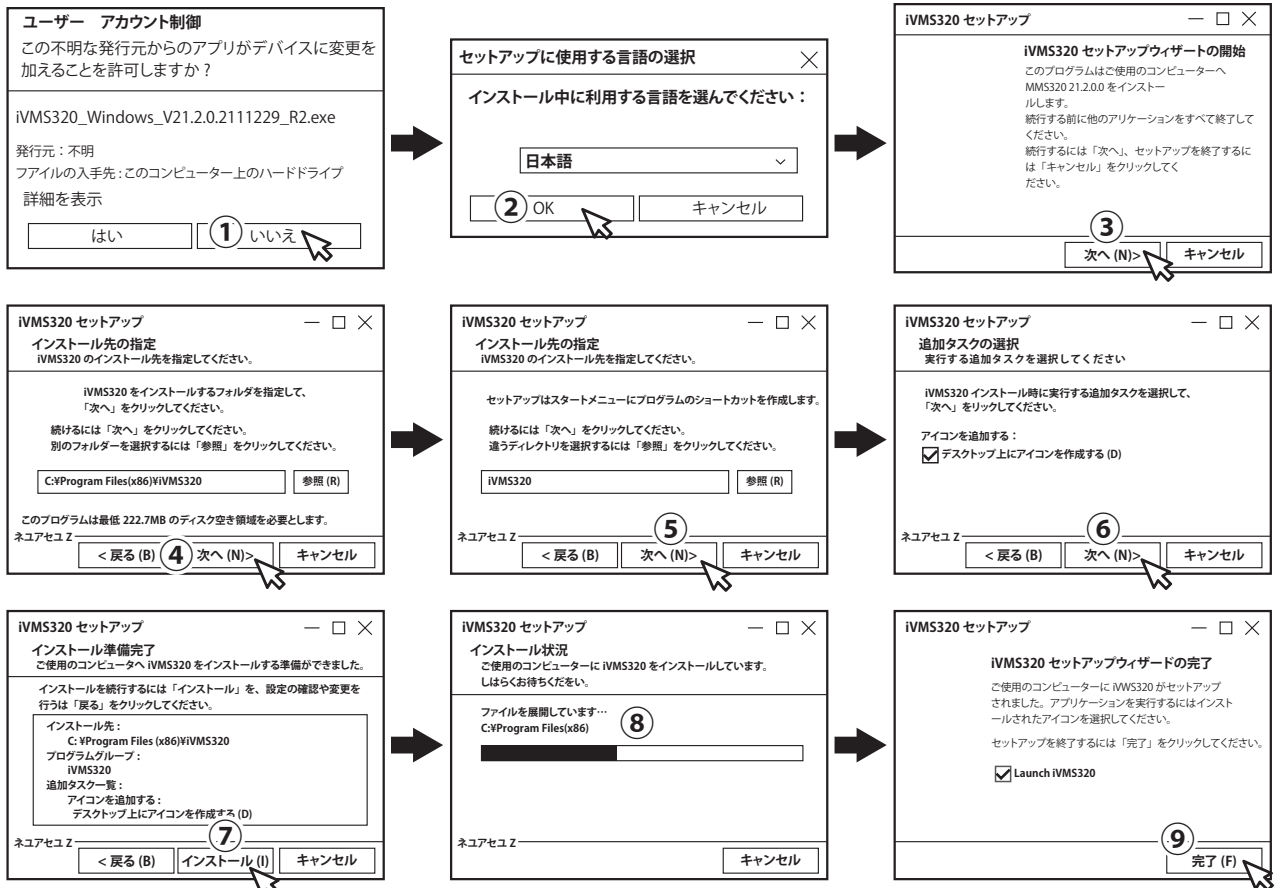 ユーザー アカウント制御
この不明な発行元からのアプリがデバイスに変更を
加えることを許可しますか？
iVMS320_Windows_V21.2.0.2111229_R2.exe
発行元：不明
フアイルの入手先：このコンピューター上のハードドライブ
詳細を表示
はい
① いいえ
セットアップに使用する言語の選択
インストール中に利用する言語を選んでください：
日本語
② OK
キャンセル
iVMS320 セットアップ
iVMS320 セットアップウィザートの開始
このプログラムはご使用のコンピューターへ
MMS320 21.2.0.0 をインストー
ルします。
続行する前に他のアリケーションをすべて終了して
ください。
続行するには「次へ」、セットアップを終了するに
は「キャンセル」をクリックしてく
ださい。
③
次へ (N)>
キャンセル
iVMS320 セットアップ
インストール先の指定
iVMS320 のインストール先を指定してください。
iVMS320 をインストールするフォルダを指定して、
「次へ」をクリックしてください。
続けるには「次へ」をクリックしてください。
別のフォルダーを選択するには「参照」をクリックしてください。
C:¥Program Files(x86)¥iVMS320
参照 (R)
このプログラムは最低 222.7MB のディスク空き領域を必要とします。
ネユアセユ Z
< 戻る (B)
④ 次へ (N)>
キャンセル
iVMS320 セットアップ
インストール先の指定
iVMS320 のインストール先を指定してください。
セットアップはスタートメニューにプログラムのショートカットを作成します。
続けるには「次へ」をクリックしてください。
違うディレクトリを選択するには「参照」をクリックしてください。
iVMS320
参照 (R)
⑤
ネユアセユ Z
< 戻る (B)
次へ (N)>
キャンセル
iVMS320 セットアップ
追加タスクの選択
実行する追加タスクを選択してください
iVMS320 インストール時に実行する追加タスクを選択して、
「次へ」をリックしてください。
アイコンを追加する：
デスクトップ上にアイコンを作成する (D)
⑥
ネユアセユ Z
< 戻る (B)
次へ (N)>
キャンセル
iVMS320 セットアップ
インストール準備完了
ご使用のコンピュータへ iVMS320 をインストールする準備ができました。
インストールを続行するには「インストール」を、設定の確認や変更を
行うは「戻る」をクリックしてください。
インストール先：
C: ¥Program Files (x86)¥iVMS320
プログラムグループ：
iVMS320
追加タスク一覧：
アイコンを追加する：
デスクトッブ上にアイコンを作成する (D)
⑦
ネユアセユ Z
< 戻る (B)
インストール (I)
キャンセル
iVMS320 セットアップ
インストール状況
ご使用のコンピューターに iVMS320 をインストールしています。
しはらくお待ちくだをい。
ファイルを展開しています…
C:¥Program Files(x86)
⑧
ネユアセユ Z
キャンセル
iVMS320 セットアップ
iVMS320 セットアップウィザードの完了
ご使用のコンピューターに iVWS320 がセットアップ
されました。アプリケーションを実行するにはインスト
ールされたアイコンを選択してください。
セットアップを終了するには「完了」をクリックしてください。
Launch iVMS320
⑨
完了 (F)